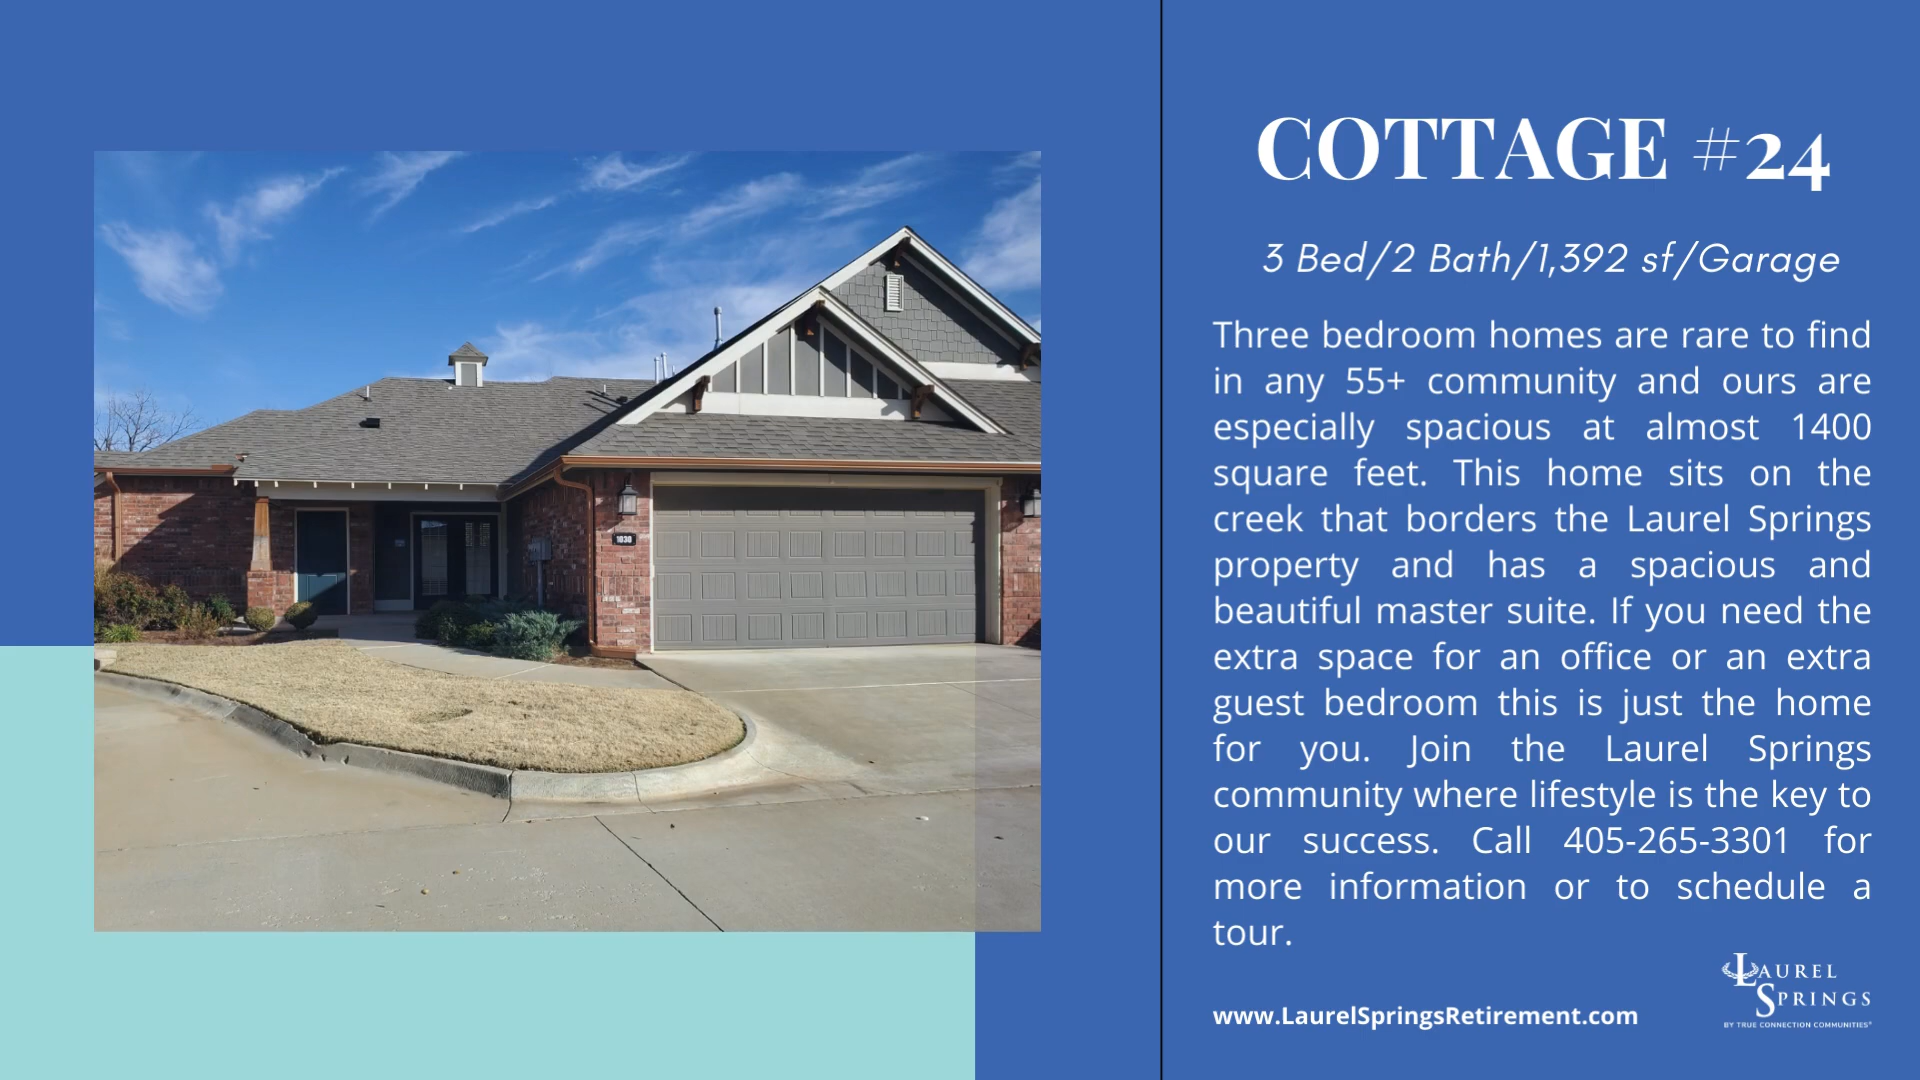 COTTAGE #24
3 Bed/2 Bath/1,392 sf/Garage
Three bedroom homes are rare to find
in any 55+ community and ours are
especially spacious at almost 1400
square feet. This home sits on the
creek that borders the Laurel Springs
property and has a spacious and
beautiful master suite. If you need the
extra space for an office or an extra
guest bedroom this is just the home
for you. Join the Laurel Springs
community where lifestyle is the key to
our success. Call 405-265-3301 for
more information or to schedule a
tour.
www.LaurelSpringsRetirement.com
LAUREL
SPRINGS
BY TRUE CONNECTION COMMUNITIES